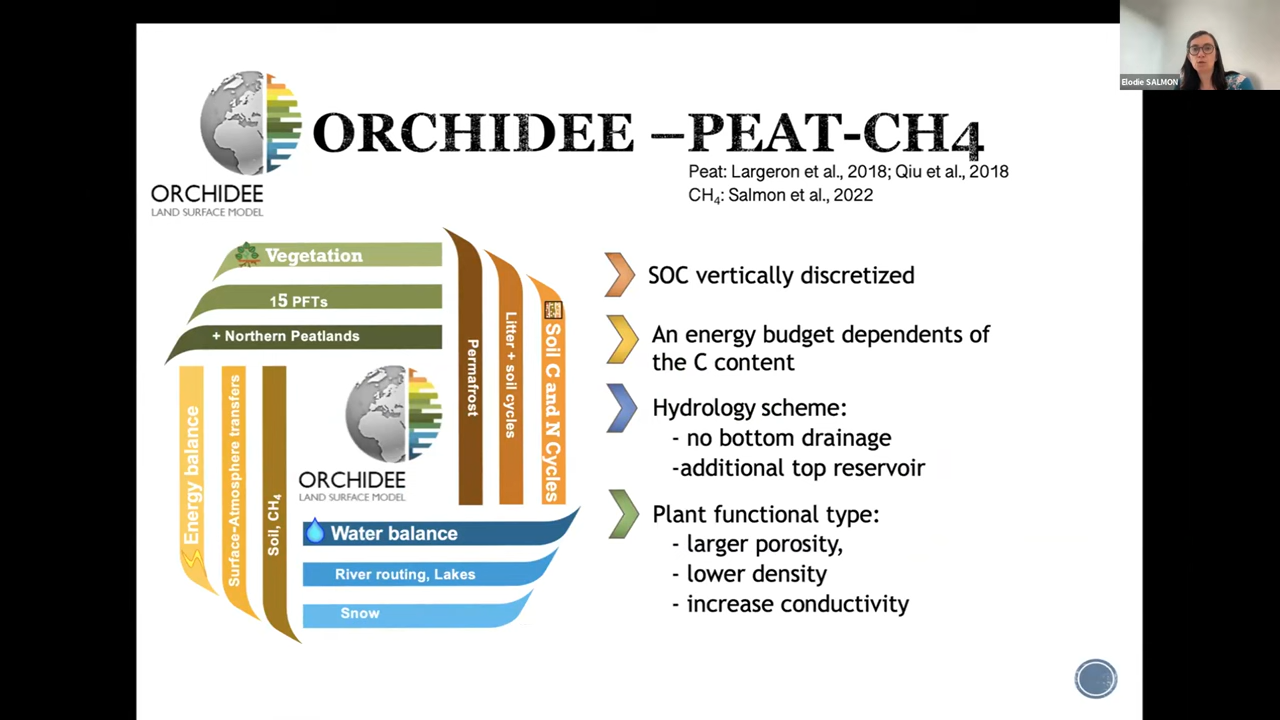 Elodie SALMON
ORCHIDEE –PEAT-CH4
Peat: Largeron et al., 2018; Qiu et al., 2018
CH₄: Salmon et al., 2022
ORCHIDEE
LAND SURFACE MODEL
Vegetation
15 PFTs
+ Northern Peatlands
Permafrost
Litter + soil cycles
Soil C and N Cycles
Energy balance
Surface-Atmosphere transfers
Soil, CH₄
ORCHIDEE
LAND SURFACE MODEL
Water balance
River routing, Lakes
Snow
SOC vertically discretized
An energy budget dependents of
the C content
Hydrology scheme:
- no bottom drainage
-additional top reservoir
Plant functional type:
- larger porosity,
- lower density
- increase conductivity